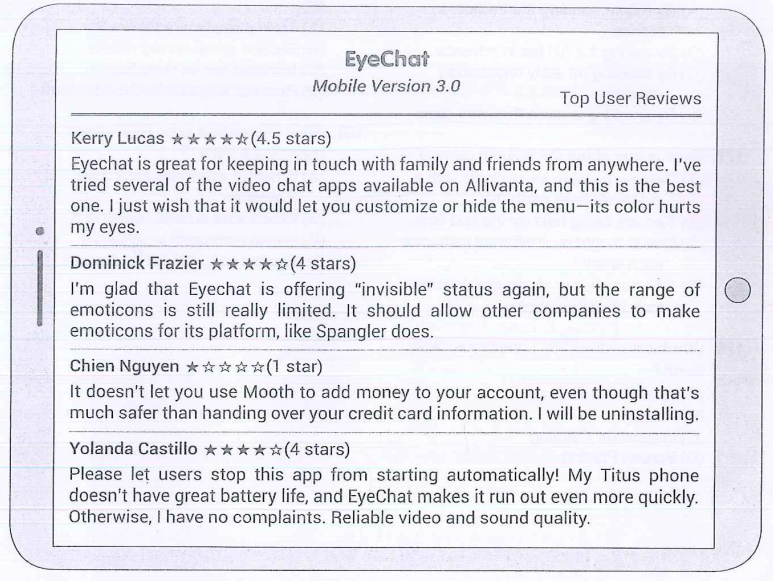 EyeChat
Mobile Version 3.0
Top User Reviews
Kerry Lucas ★★★★☆(4.5 stars)
Eyechat is great for keeping in touch with family and friends from anywhere. I've
tried several of the video chat apps available on Allivanta, and this is the best
one. I just wish that it would let you customize or hide the menu—its color hurts
my eyes.
Dominick Frazier ★★★★☆(4 stars)
I'm glad that Eyechat is offering "invisible" status again, but the range of
emoticons is still really limited. It should allow other companies to make
emoticons for its platform, like Spangler does.
Chien Nguyen ★☆☆☆☆(1 star)
It doesn't let you use Mooth to add money to your account, even though that's
much safer than handing over your credit card information. I will be uninstalling.
Yolanda Castillo ★★★★☆(4 stars)
Please let users stop this app from starting automatically! My Titus phone
doesn't have great battery life, and EyeChat makes it run out even more quickly.
Otherwise, I have no complaints. Reliable video and sound quality.